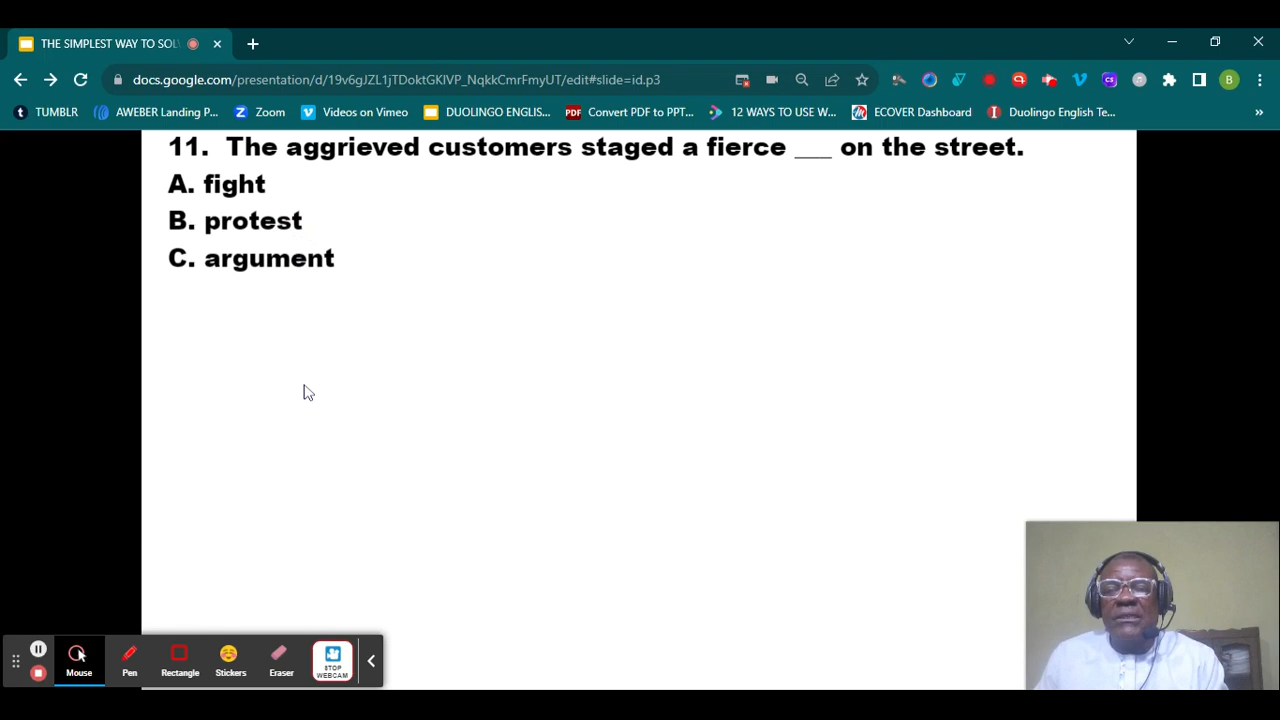 THE SIMPLEST WAY TO SOL
docs.google.com/presentation/d/19v6gJZL1jTDoktGKlVP_NqkkCmrFmyUT/edit#slide=id.p3
B
TUMBLR AWEBER Landing P... Zoom Videos on Vimeo DUOLINGO ENGLIS... PDF Convert PDF to PPT... 12 WAYS TO USE W... ECOVER Dashboard Duolingo English Te... »
11. The aggrieved customers staged a fierce ___ on the street.
A. fight
B. protest
C. argument
Mouse Pen Rectangle Stickers Eraser STOP WEBCAM